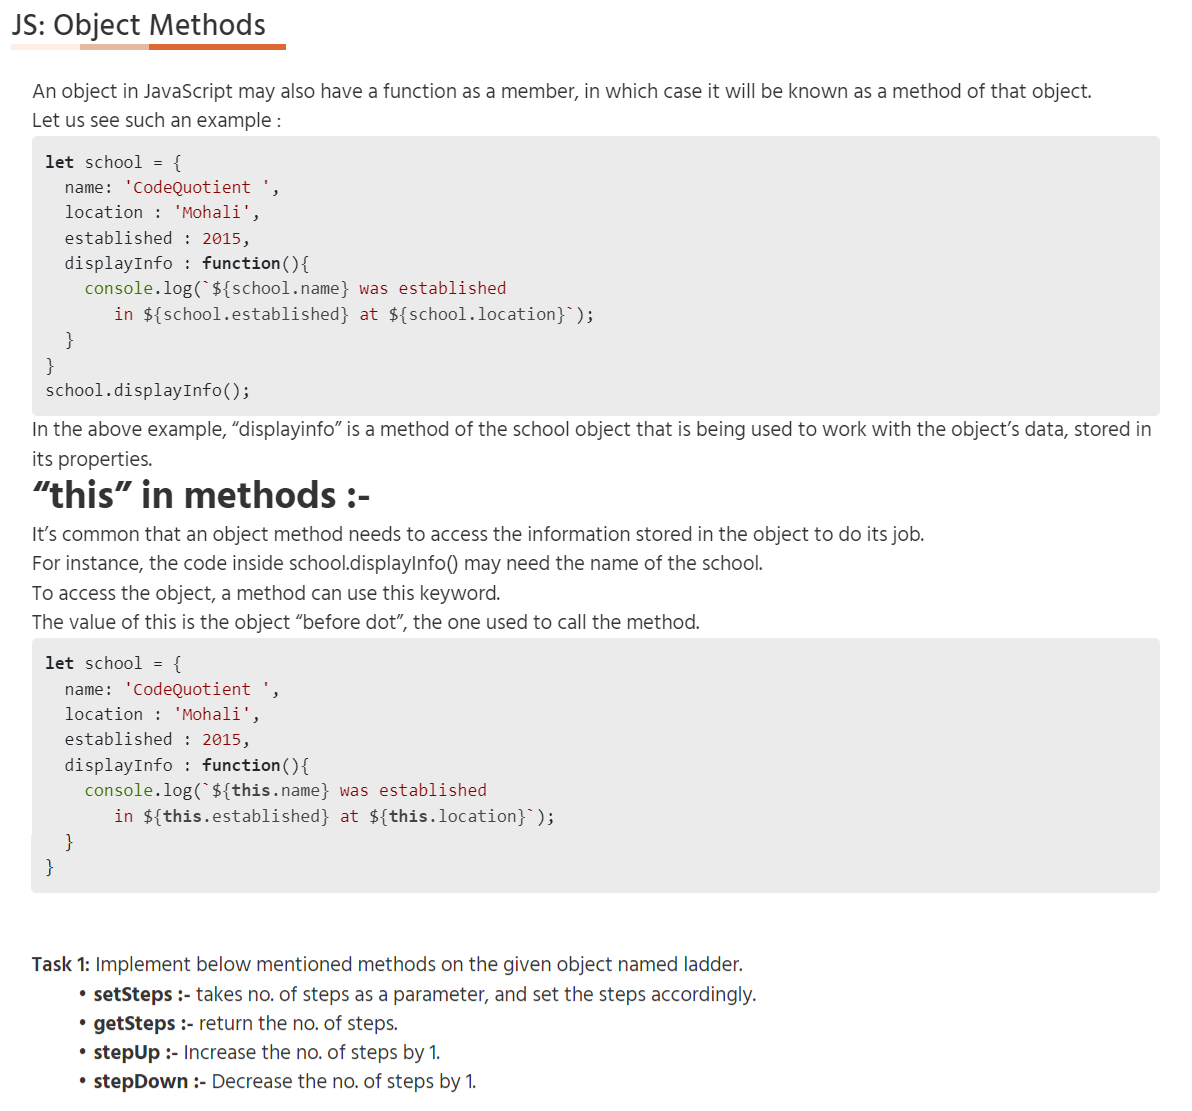 JS: Object Methods
An object in JavaScript may also have a function as a member, in which case it will be known as a method of that object.
Let us see such an example :
let school = {
  name: 'CodeQuotient ',
  location : 'Mohali',
  established : 2015,
  displayInfo : function(){
    console.log(`${school.name} was established
       in ${school.established} at ${school.location}`);
  }
}
school.displayInfo();
In the above example, “displayinfo” is a method of the school object that is being used to work with the object’s data, stored in
its properties.
“this” in methods :-
It’s common that an object method needs to access the information stored in the object to do its job.
For instance, the code inside school.displayInfo() may need the name of the school.
To access the object, a method can use this keyword.
The value of this is the object “before dot”, the one used to call the method.
let school = {
  name: 'CodeQuotient ',
  location : 'Mohali',
  established : 2015,
  displayInfo : function(){
    console.log(`${this.name} was established
       in ${this.established} at ${this.location}`);
  }
}
Task 1: Implement below mentioned methods on the given object named ladder.
• setSteps :- takes no. of steps as a parameter, and set the steps accordingly.
• getSteps :- return the no. of steps.
• stepUp :- Increase the no. of steps by 1.
• stepDown :- Decrease the no. of steps by 1.